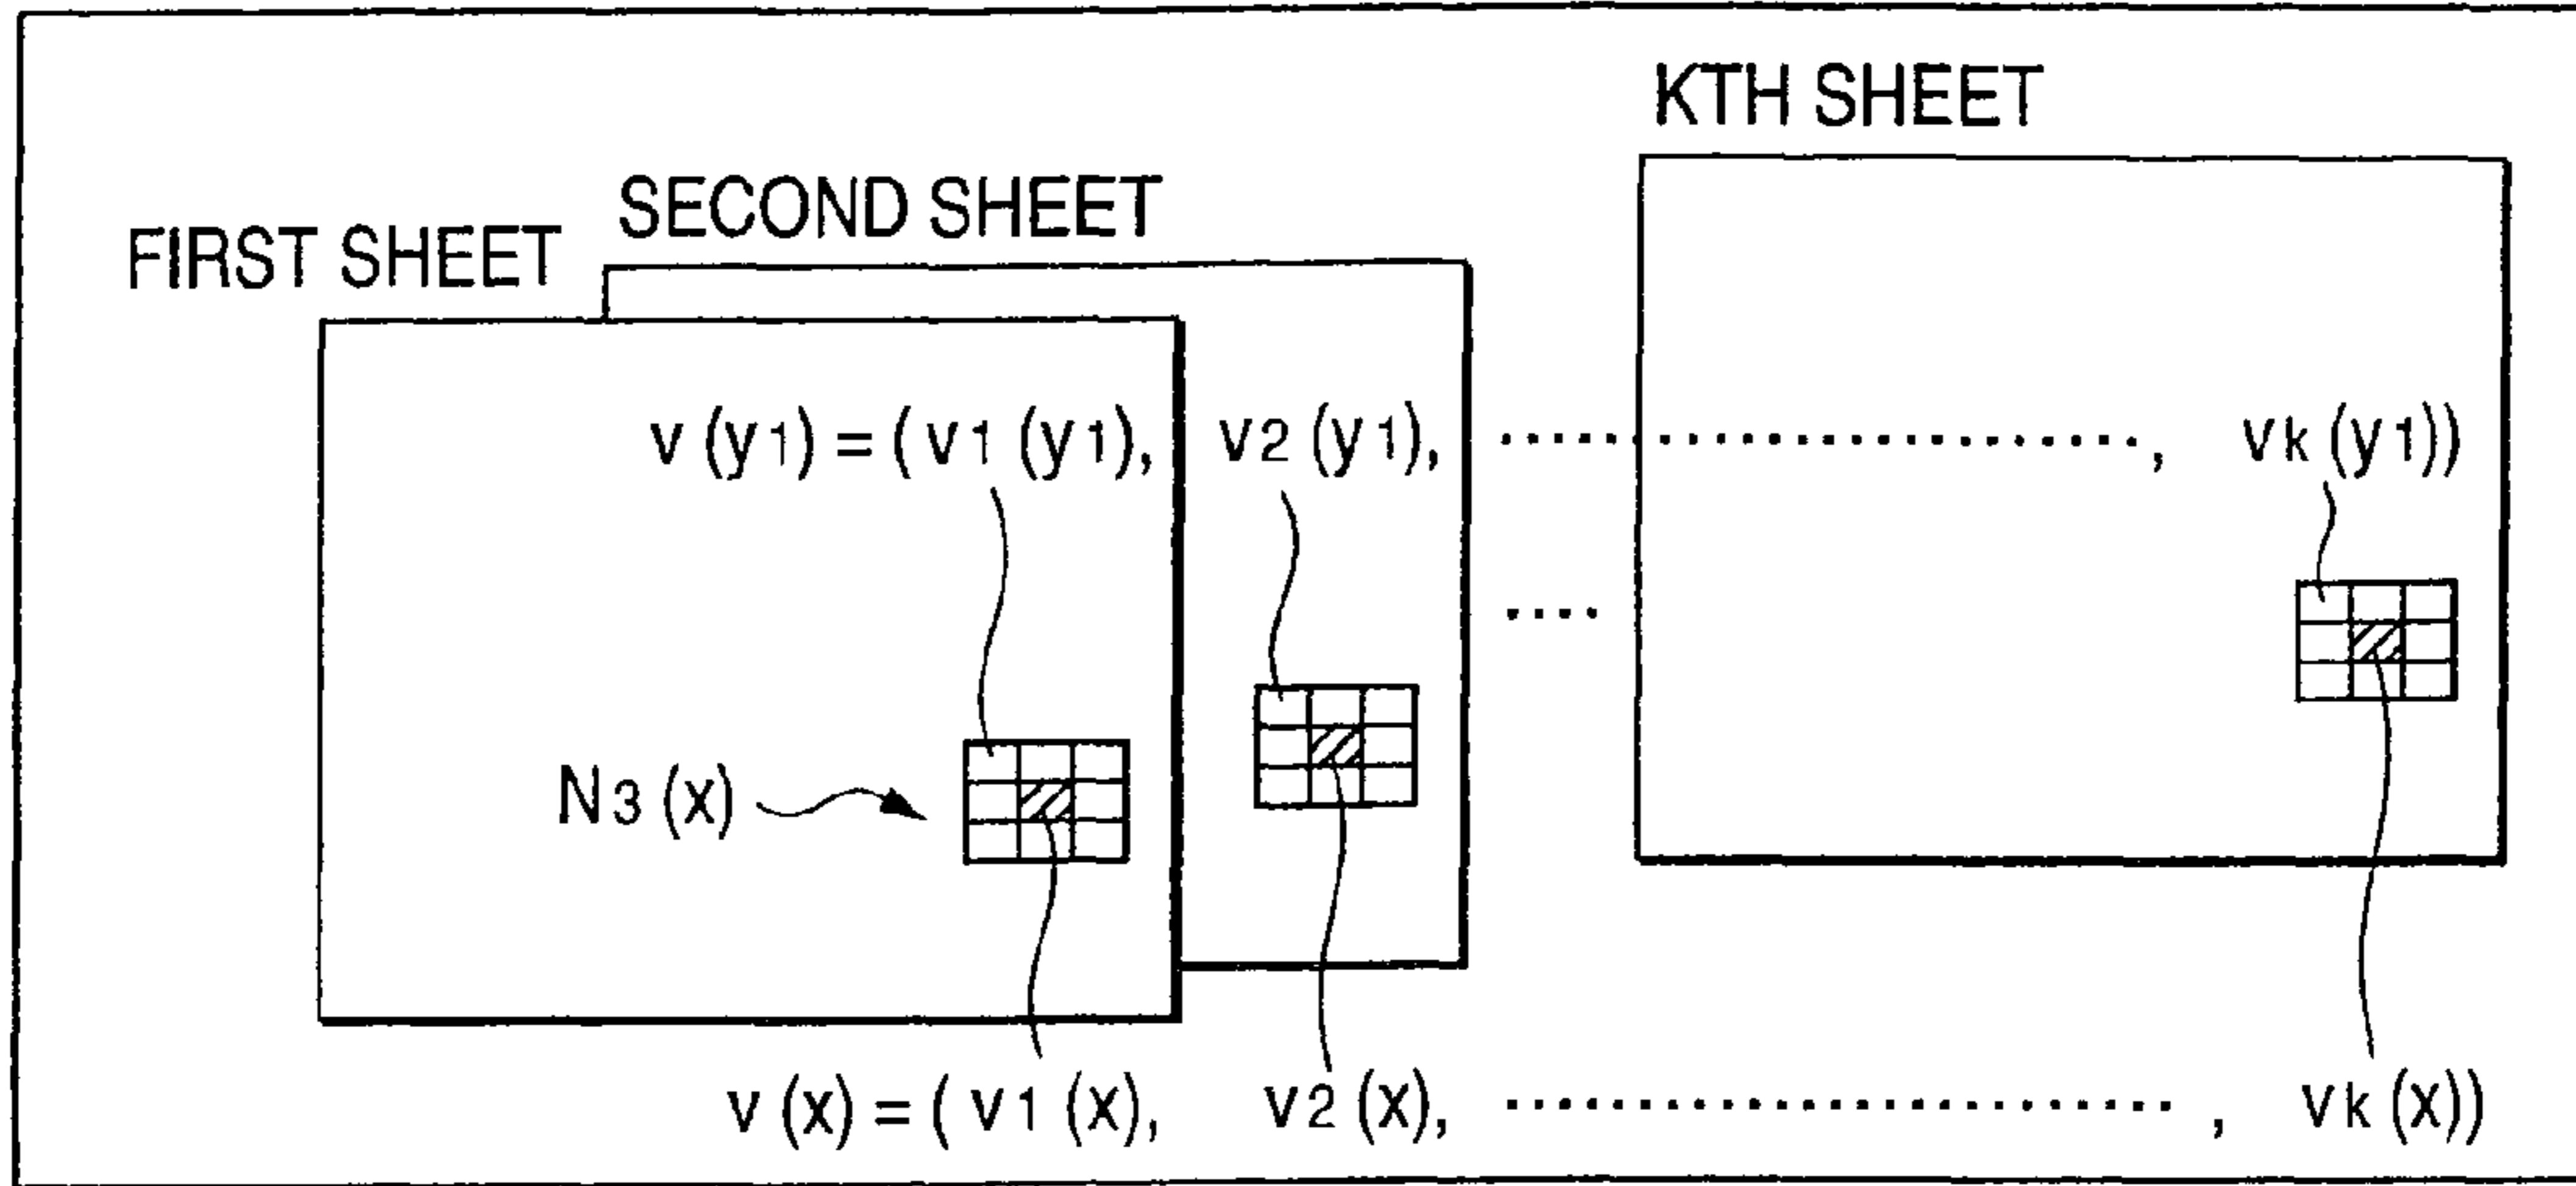 KTH SHEET
SECOND SHEET
FIRST SHEET
v (y1) = ( v1 (y1), v2 (y1), ...................., vk (y1))
....
N3 (x)
v (x) = ( v1 (x), v2 (x), ...................., vk (x))